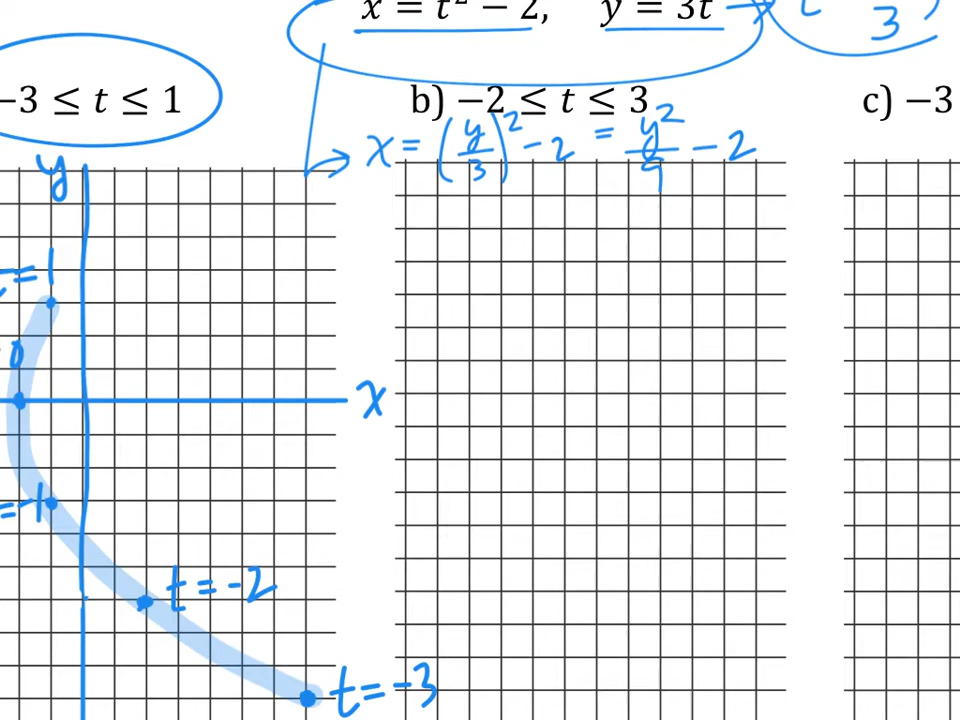 x = t² − 2, y = 3t → t
3
−3 ≤ t ≤ 1
b) −2 ≤ t ≤ 3
c) −3
x = (y/3)² − 2 = y²/9 − 2
y
t = 1
0
x
= −1
t = −2
t = −3